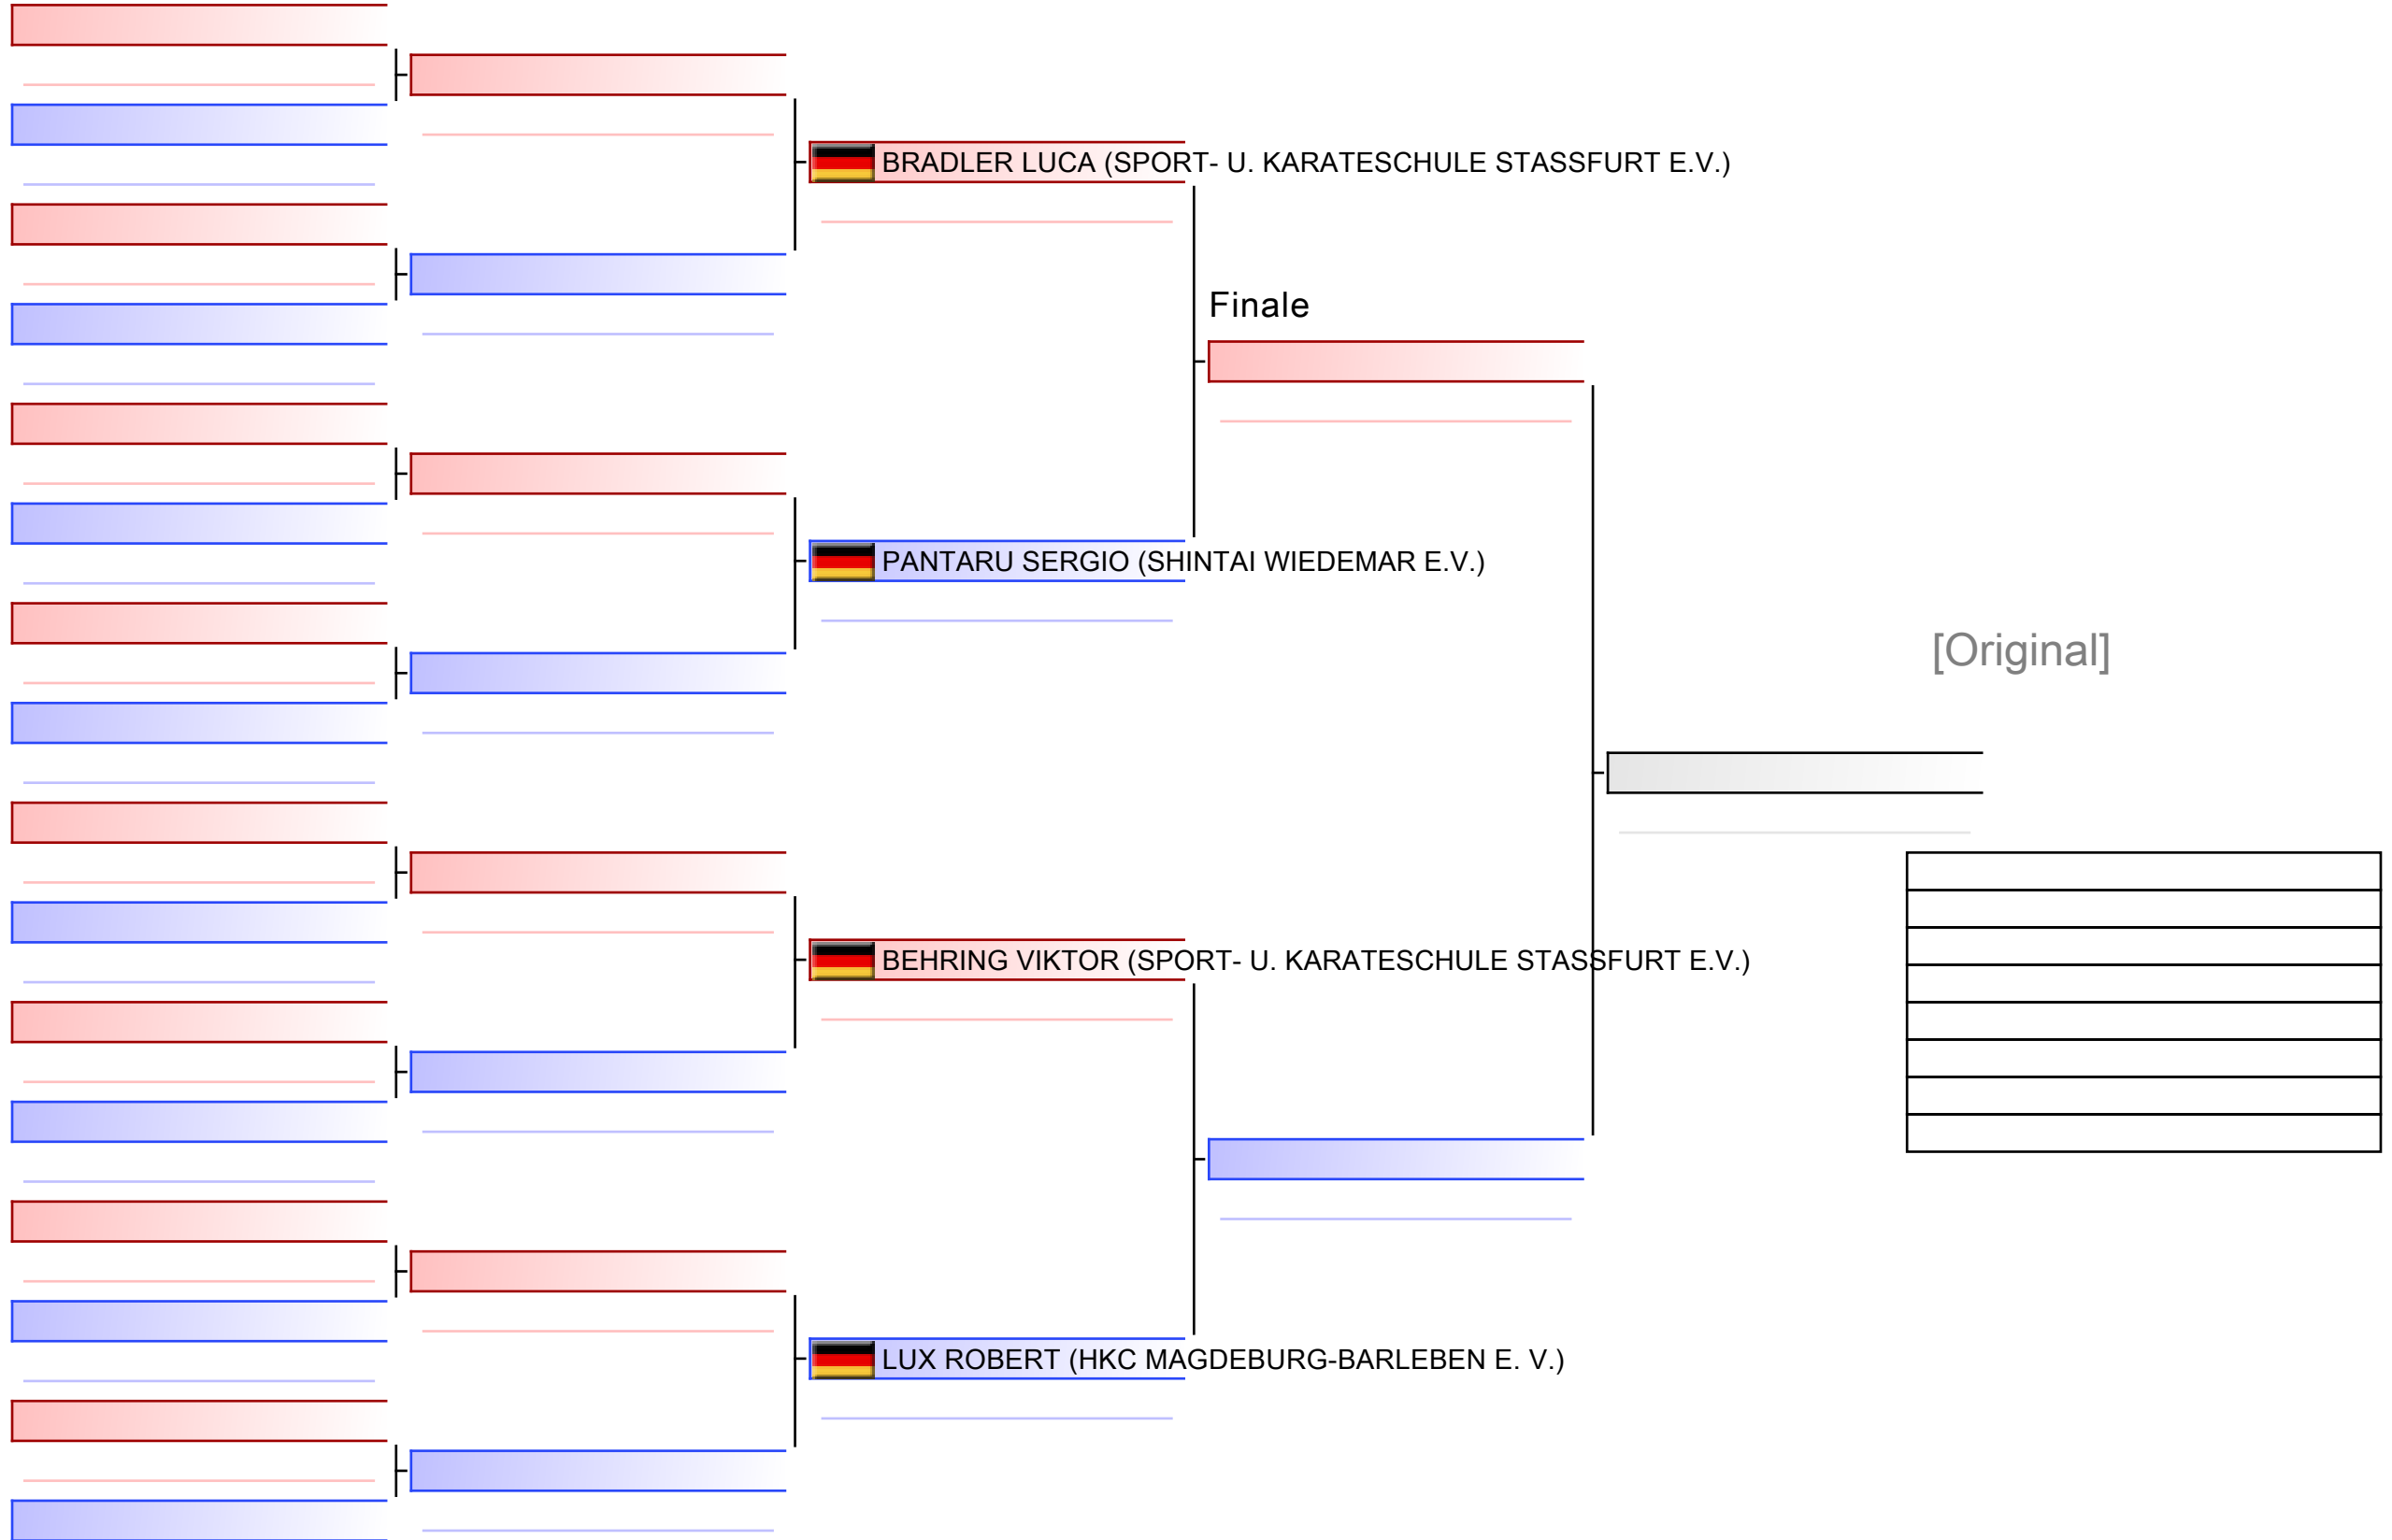 BRADLER LUCA (SPORT- U. KARATESCHULE STASSFURT E.V.)
Finale
PANTARU SERGIO (SHINTAI WIEDEMAR E.V.)
[Original]
BEHRING VIKTOR (SPORT- U. KARATESCHULE STASSFURT E.V.)
LUX ROBERT (HKC MAGDEBURG-BARLEBEN E. V.)